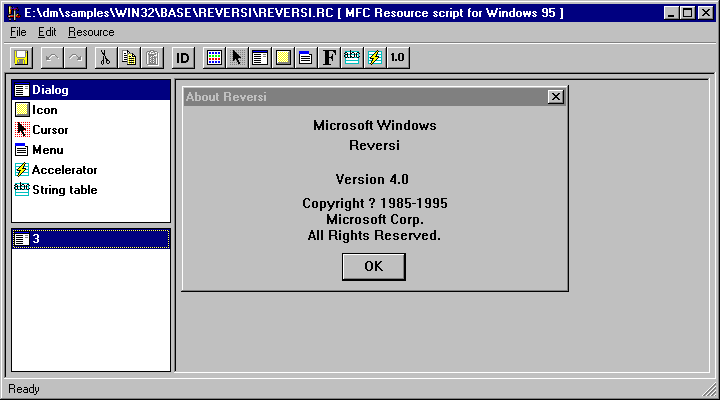 E:\dm\samples\WIN32\BASE\REVERSI\REVERSI.RC [ MFC Resource script for Windows 95 ]
File Edit Resource
ID F abc 1.0
Dialog
Icon
Cursor
Menu
Accelerator
abc String table
3
About Reversi
Microsoft Windows
Reversi
Version 4.0
Copyright ? 1985-1995
Microsoft Corp.
All Rights Reserved.
OK
Ready